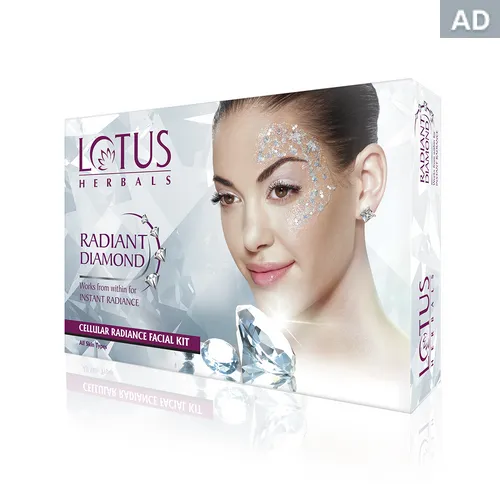 AD
LOTUS
HERBALS
RADIANT
DIAMOND
Works from within for
INSTANT RADIANCE
CELLULAR RADIANCE FACIAL KIT
All Skin Types
RADIANT
DIAMOND
LOTUS
HERBALS